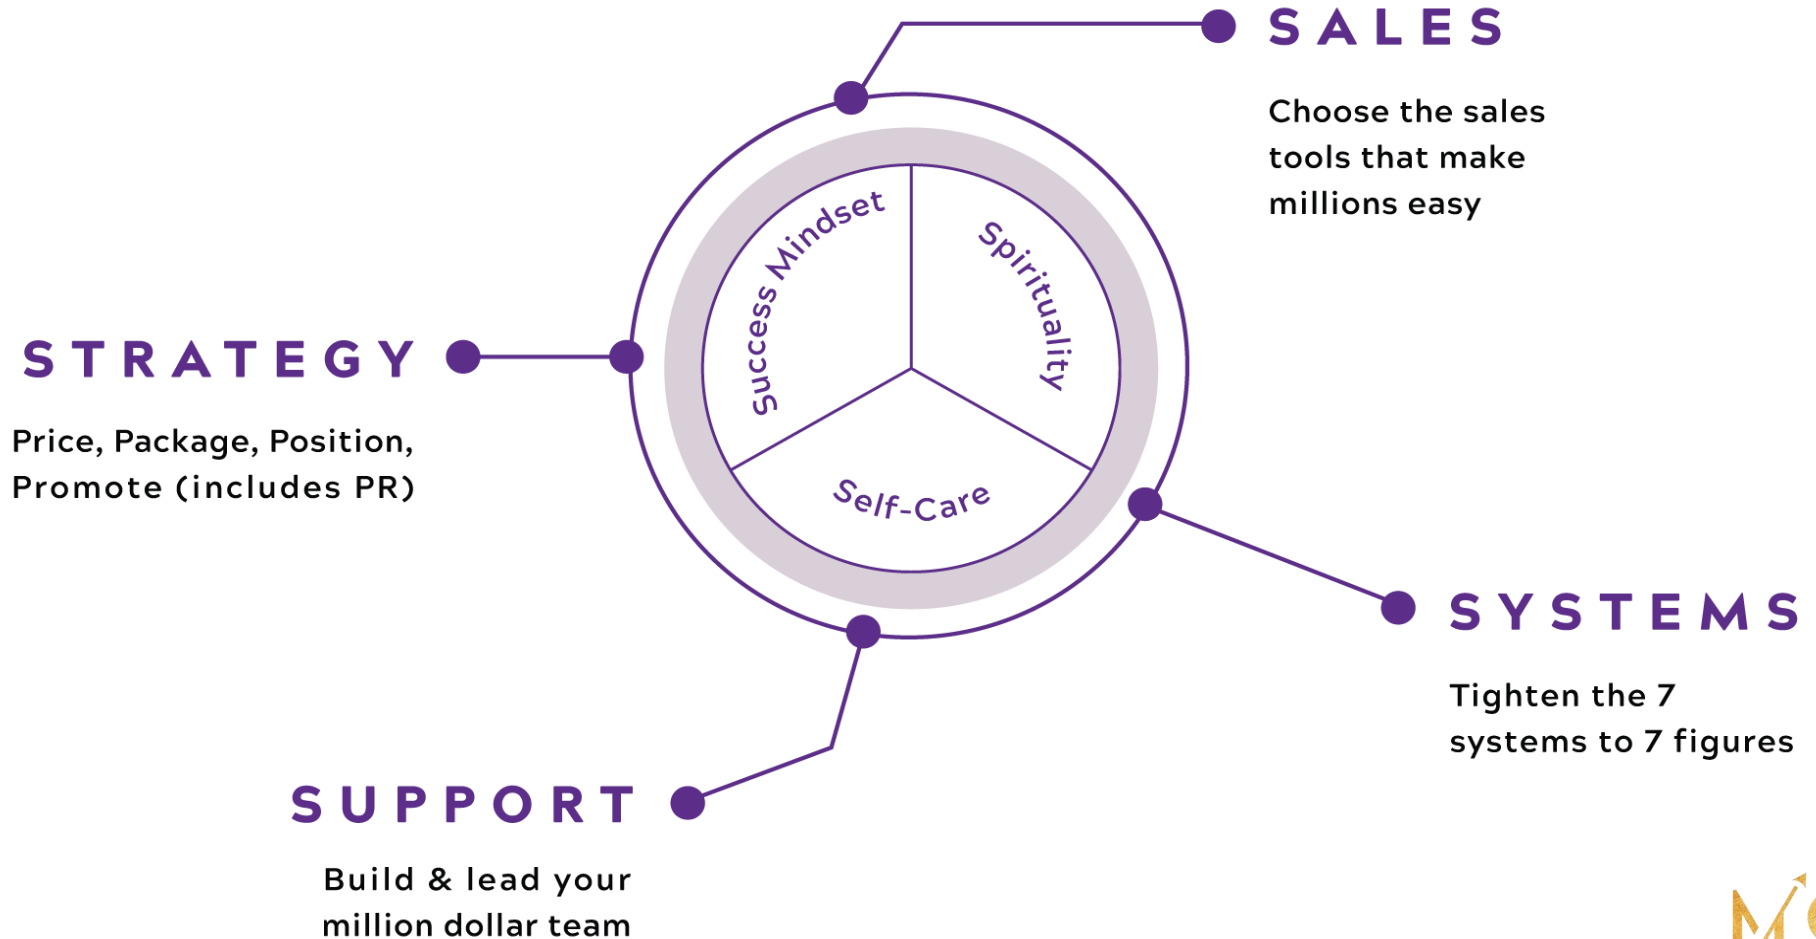 SALES
Choose the sales
tools that make
millions easy
Success Mindset
Spirituality
Self-Care
STRATEGY
Price, Package, Position,
Promote (includes PR)
SYSTEMS
Tighten the 7
systems to 7 figures
SUPPORT
Build & lead your
million dollar team